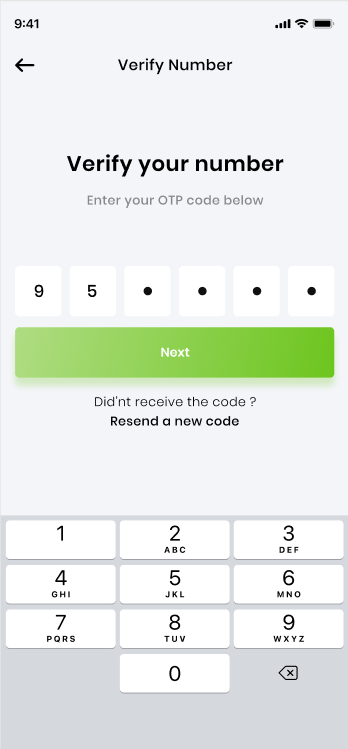 9:41
Verify Number
Verify your number
Enter your OTP code below
9 5 ● ● ● ●
Next
Did'nt receive the code ?
Resend a new code
1 2 3
ABC DEF
4 5 6
GHI JKL MNO
7 8 9
PQRS TUV WXYZ
0